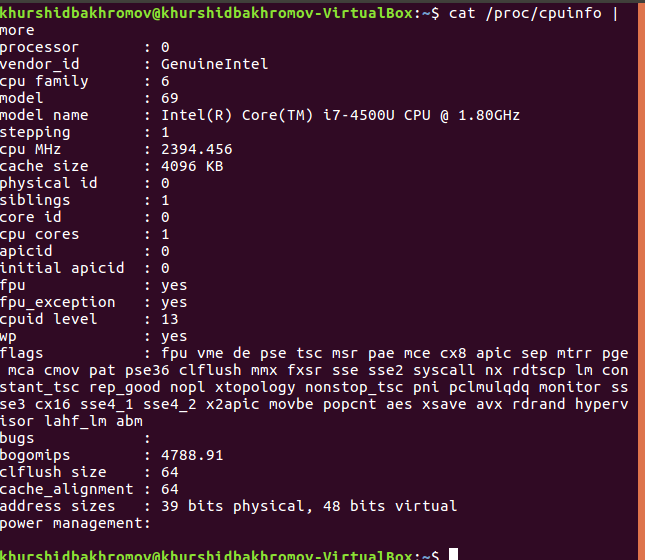 khurshidbakhromov@khurshidbakhromov-VirtualBox:~$ cat /proc/cpuinfo |
more
processor : 0
vendor_id : GenuineIntel
cpu family : 6
model : 69
model name : Intel(R) Core(TM) i7-4500U CPU @ 1.80GHz
stepping : 1
cpu MHz : 2394.456
cache size : 4096 KB
physical id : 0
siblings : 1
core id : 0
cpu cores : 1
apicid : 0
initial apicid : 0
fpu : yes
fpu_exception : yes
cpuid level : 13
wp : yes
flags : fpu vme de pse tsc msr pae mce cx8 apic sep mtrr pge
mca cmov pat pse36 clflush mmx fxsr sse sse2 syscall nx rdtscp lm con
stant_tsc rep_good nopl xtopology nonstop_tsc pni pclmulqdq monitor ss
se3 cx16 sse4_1 sse4_2 x2apic movbe popcnt aes xsave avx rdrand hyperv
isor lahf_lm abm
bugs :
bogomips : 4788.91
clflush size : 64
cache_alignment : 64
address sizes : 39 bits physical, 48 bits virtual
power management:
khurshidbakhromov@khurshidbakhromov-VirtualBox:~$